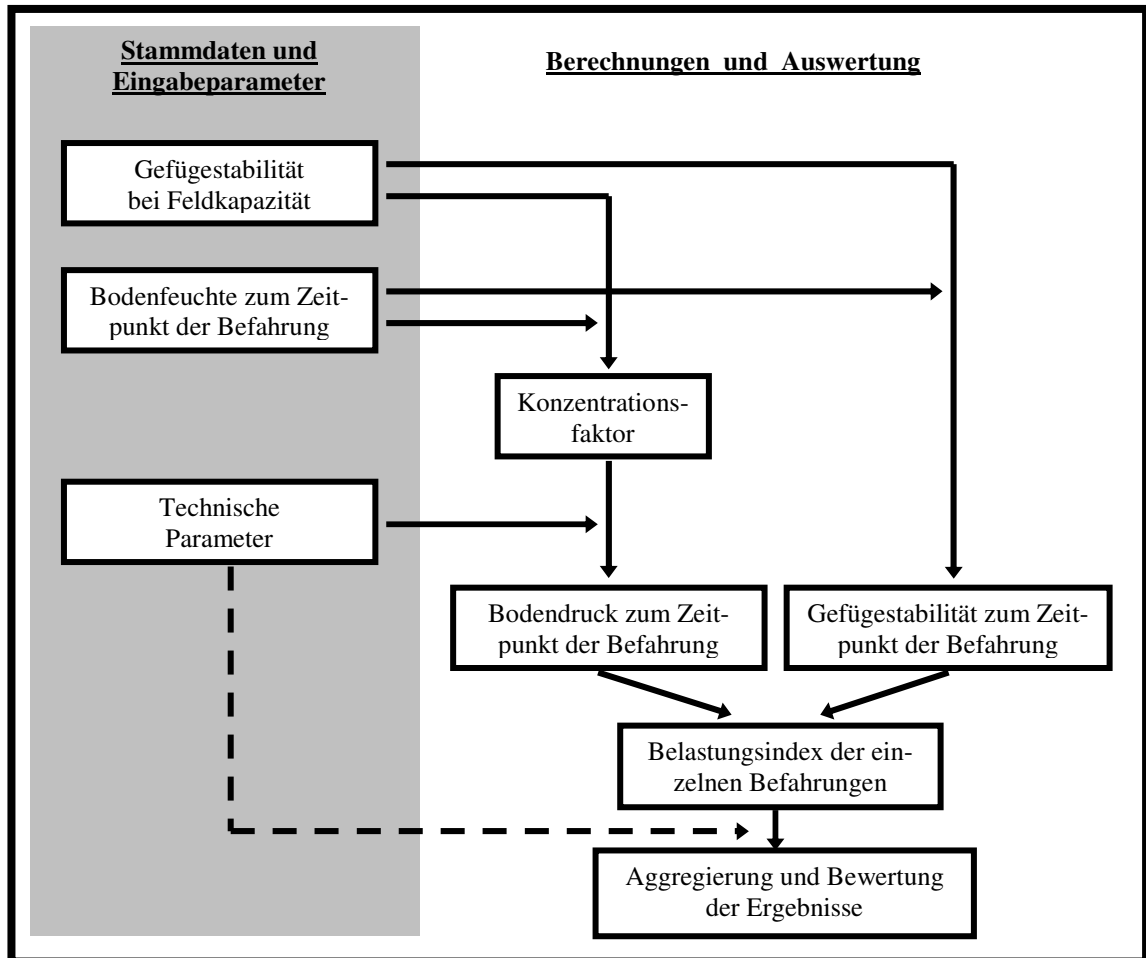 Stammdaten und
Eingabeparameter
Berechnungen und Auswertung
Gefügestabilität
bei Feldkapazität
Bodenfeuchte zum Zeit-
punkt der Befahrung
Konzentrations-
faktor
Technische
Parameter
Bodendruck zum Zeit-
punkt der Befahrung
Gefügestabilität zum Zeit-
punkt der Befahrung
Belastungsindex der ein-
zelnen Befahrungen
Aggregierung und Bewertung
der Ergebnisse